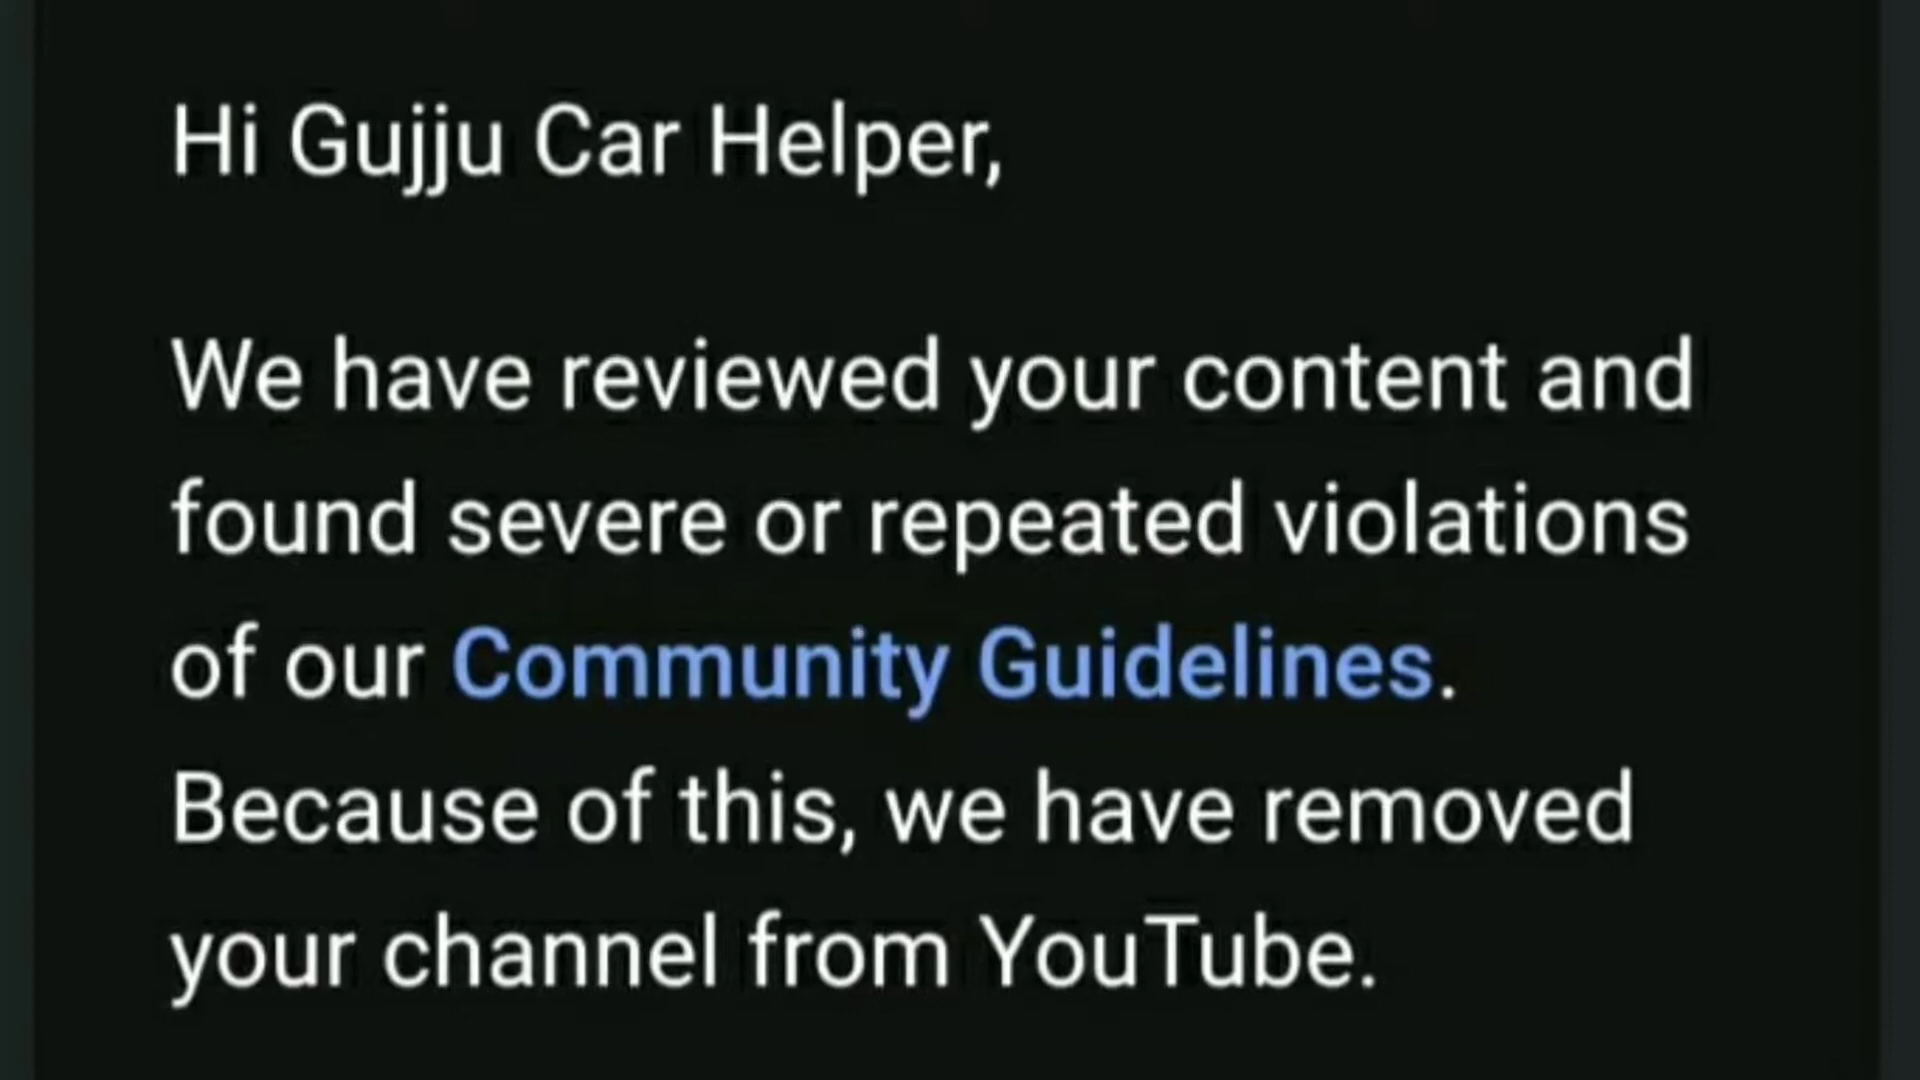 Hi Gujju Car Helper,
We have reviewed your content and
found severe or repeated violations
of our Community Guidelines.
Because of this, we have removed
your channel from YouTube.